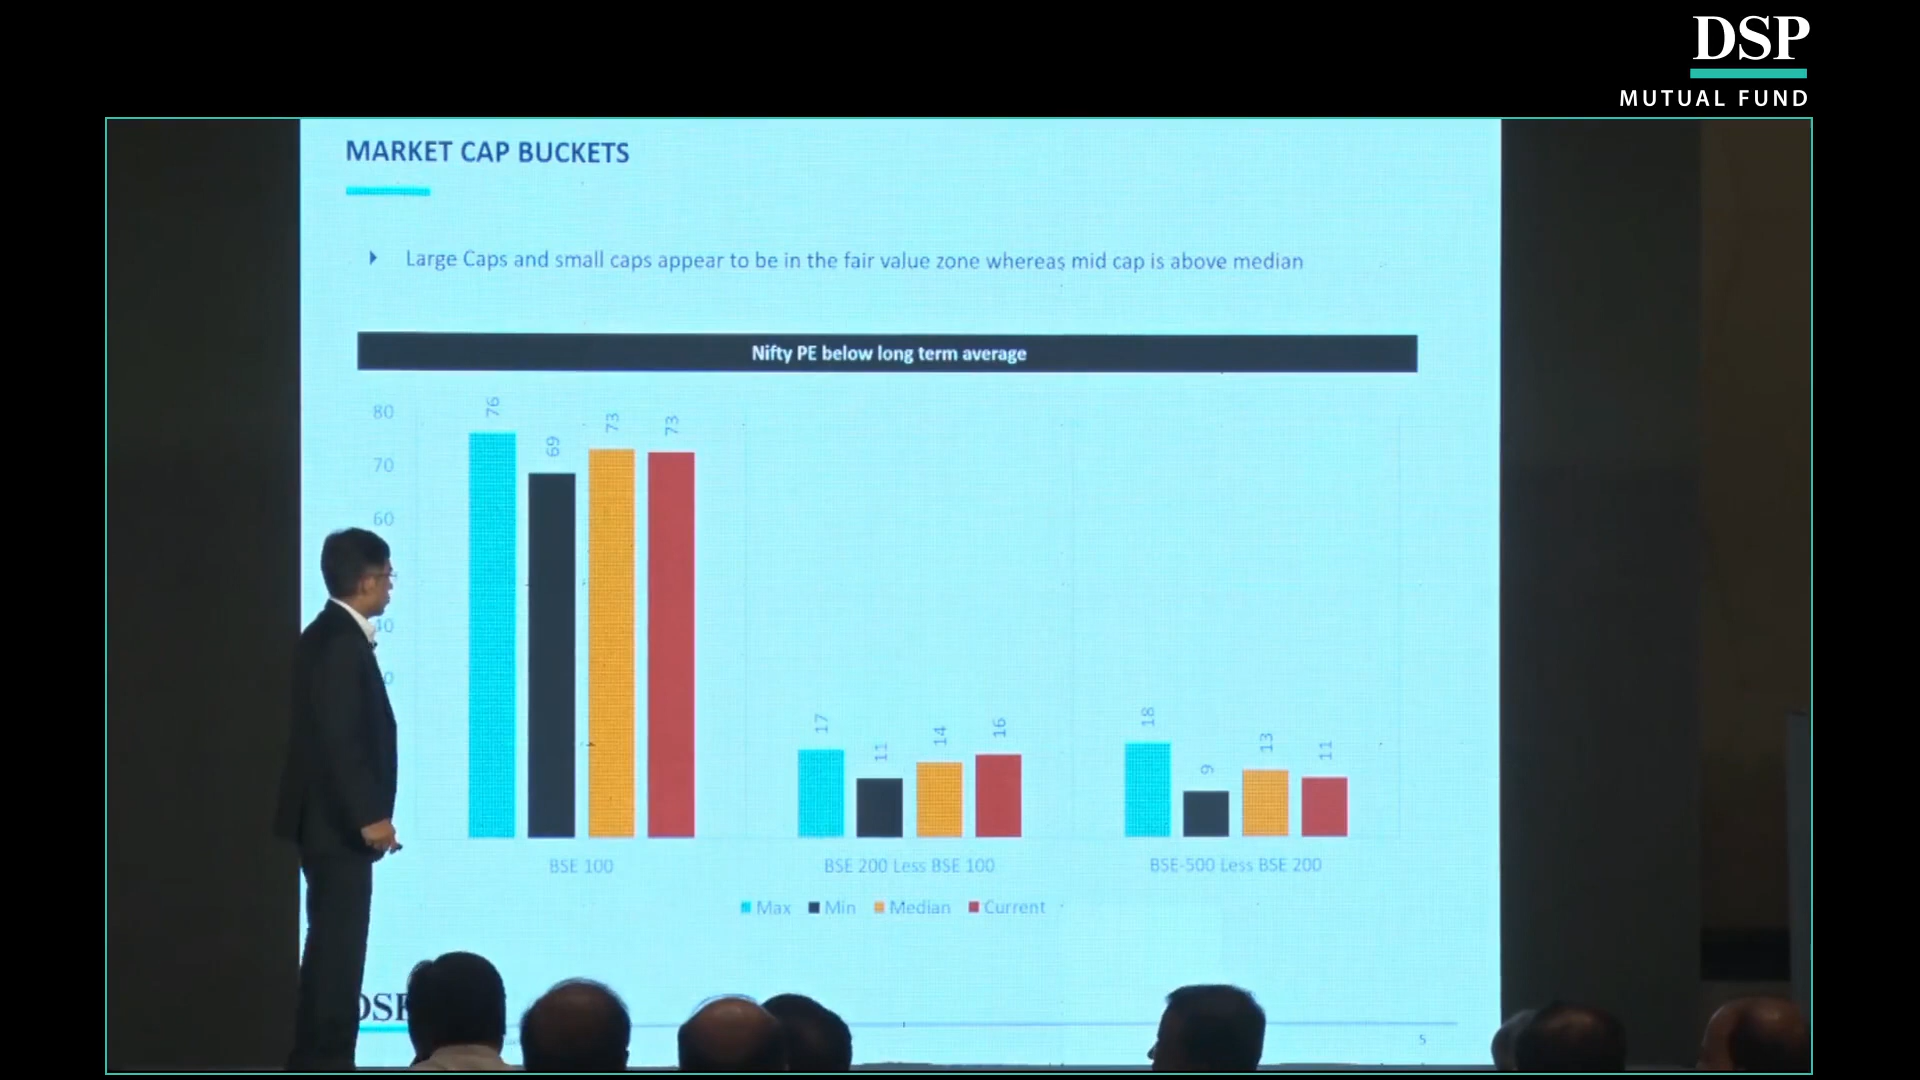 DSP
MUTUAL FUND
MARKET CAP BUCKETS
Large Caps and small caps appear to be in the fair value zone whereas mid cap is above median
Nifty PE below long term average
80
70
60
40
0
76
69
73
73
17
11
14
16
18
9
13
11
BSE 100
BSE 200 Less BSE 100
BSE-500 Less BSE 200
Max
Min
Median
Current
DSP
5